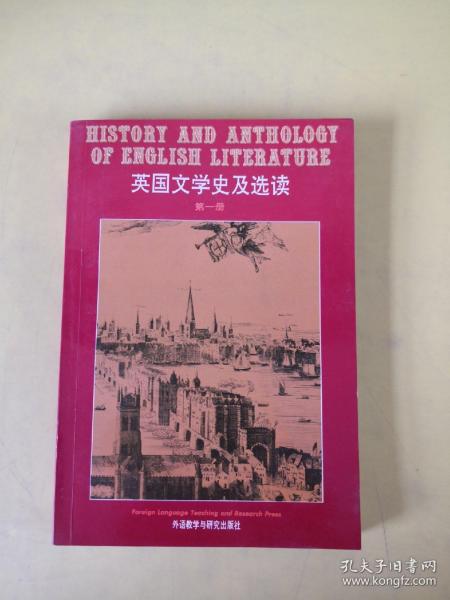 HISTORY AND ANTHOLOGY
OF ENGLISH LITERATURE
英国文学史及选读
第一册
Foreign Language Teaching and Research Press
外语教学与研究出版社
孔夫子旧书网
www.kongfz.com